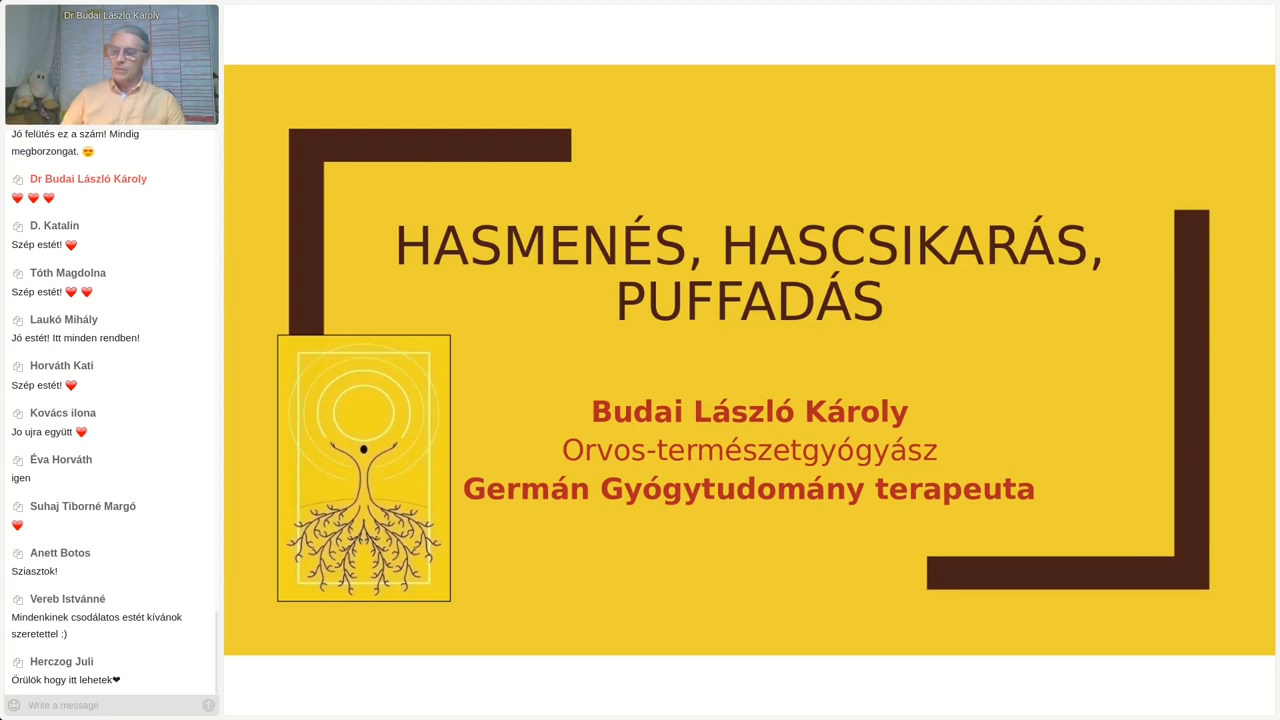 Dr Budai László Károly
Jó felütés ez a szám! Mindig
megborzongat. 😍
Dr Budai László Károly
❤️ ❤️ ❤️
D. Katalin
Szép estét! ❤️
Tóth Magdolna
Szép estét! ❤️ ❤️
Laukó Mihály
Jó estét! Itt minden rendben!
Horváth Kati
Szép estét! ❤️
Kovács ilona
Jo ujra együtt ❤️
Éva Horváth
igen
Suhaj Tiborné Margó
❤️
Anett Botos
Sziasztok!
Vereb Istvánné
Mindenkinek csodálatos estét kívánok
szeretettel :)
Herczog Juli
Örülök hogy itt lehetek❤
Write a message
HASMENÉS, HASCSIKARÁS,
PUFFADÁS
Budai László Károly
Orvos-természetgyógyász
Germán Gyógytudomány terapeuta